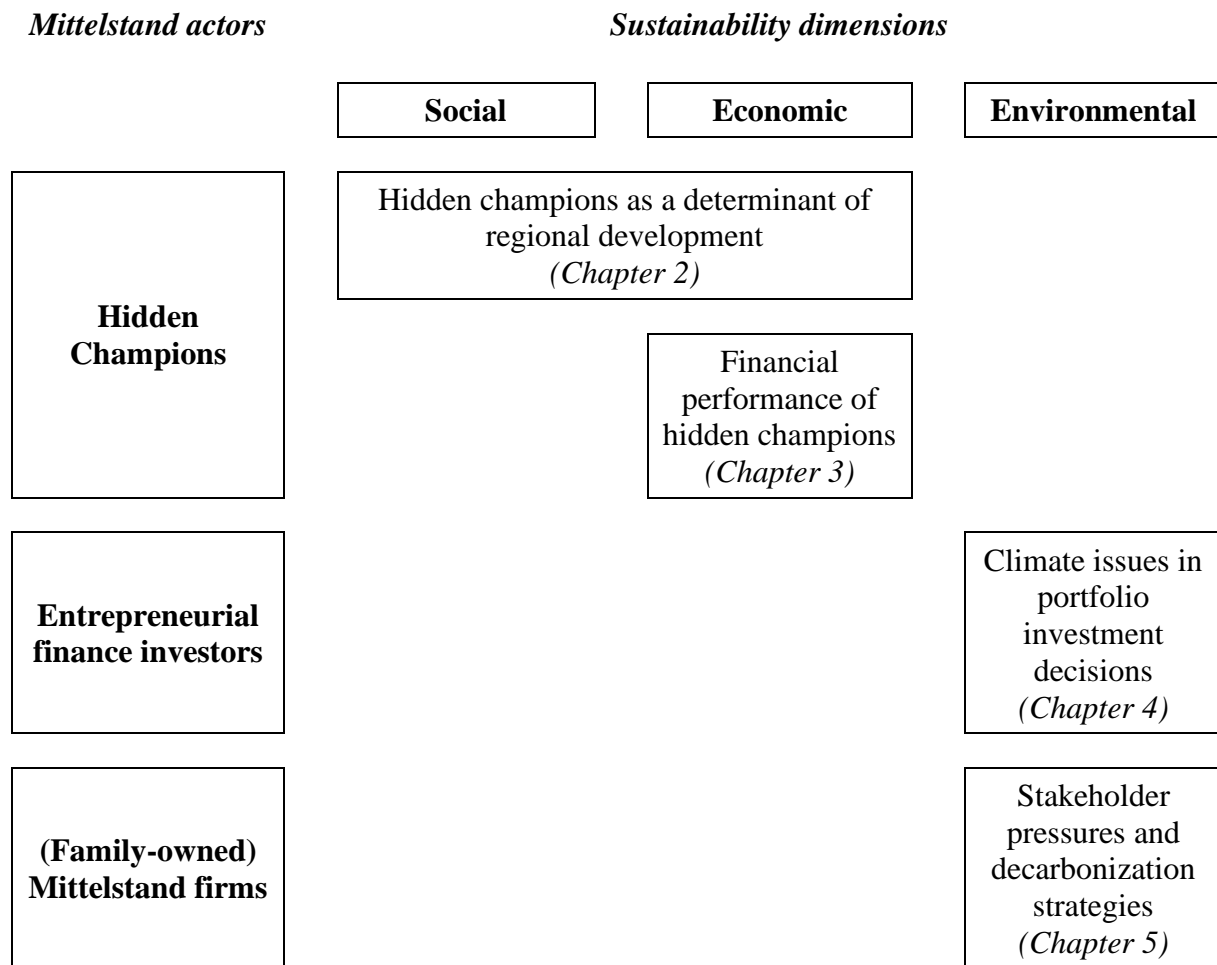 Mittelstand actors
Sustainability dimensions
Social
Economic
Environmental
Hidden
Champions
Hidden champions as a determinant of
regional development
(Chapter 2)
Financial
performance of
hidden champions
(Chapter 3)
Entrepreneurial
finance investors
Climate issues in
portfolio
investment
decisions
(Chapter 4)
(Family-owned)
Mittelstand firms
Stakeholder
pressures and
decarbonization
strategies
(Chapter 5)